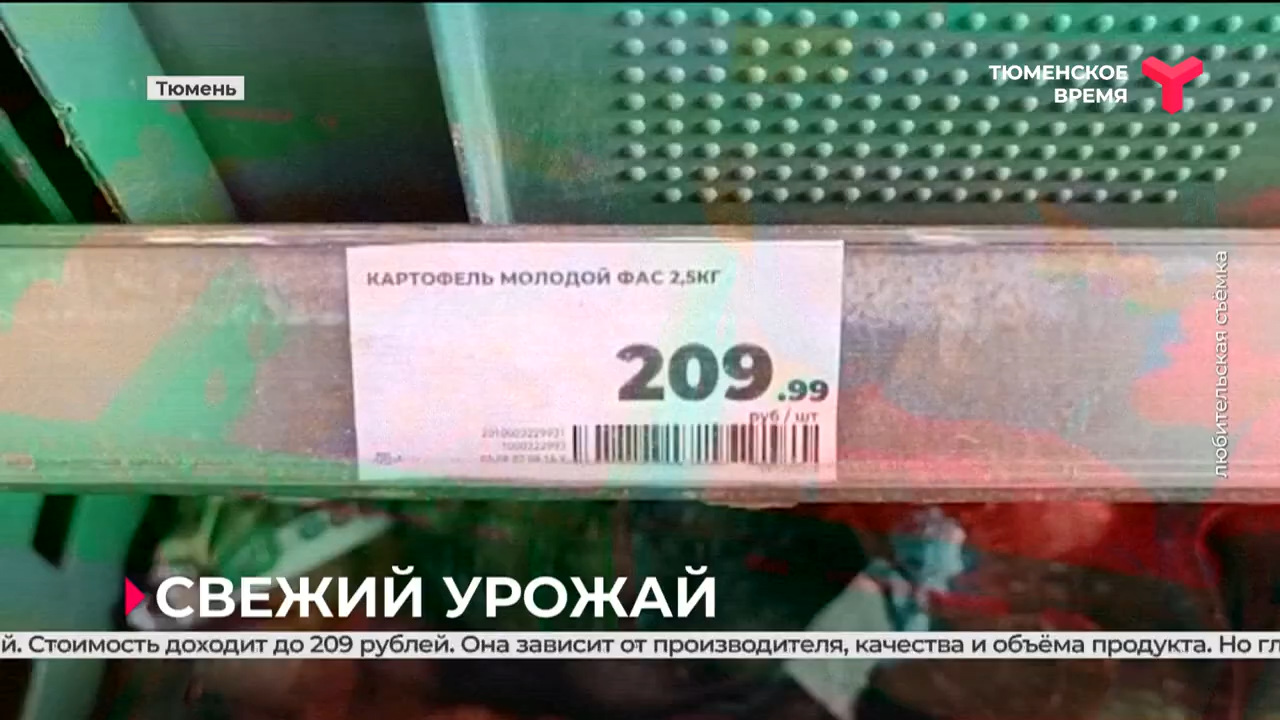 Тюмень
ТЮМЕНСКОЕ
ВРЕМЯ
КАРТОФЕЛЬ МОЛОДОЙ ФАС 2,5КГ
209.99
руб / шт
любительская съёмка
СВЕЖИЙ УРОЖАЙ
й. Стоимость доходит до 209 рублей. Она зависит от производителя, качества и объёма продукта. Но гл